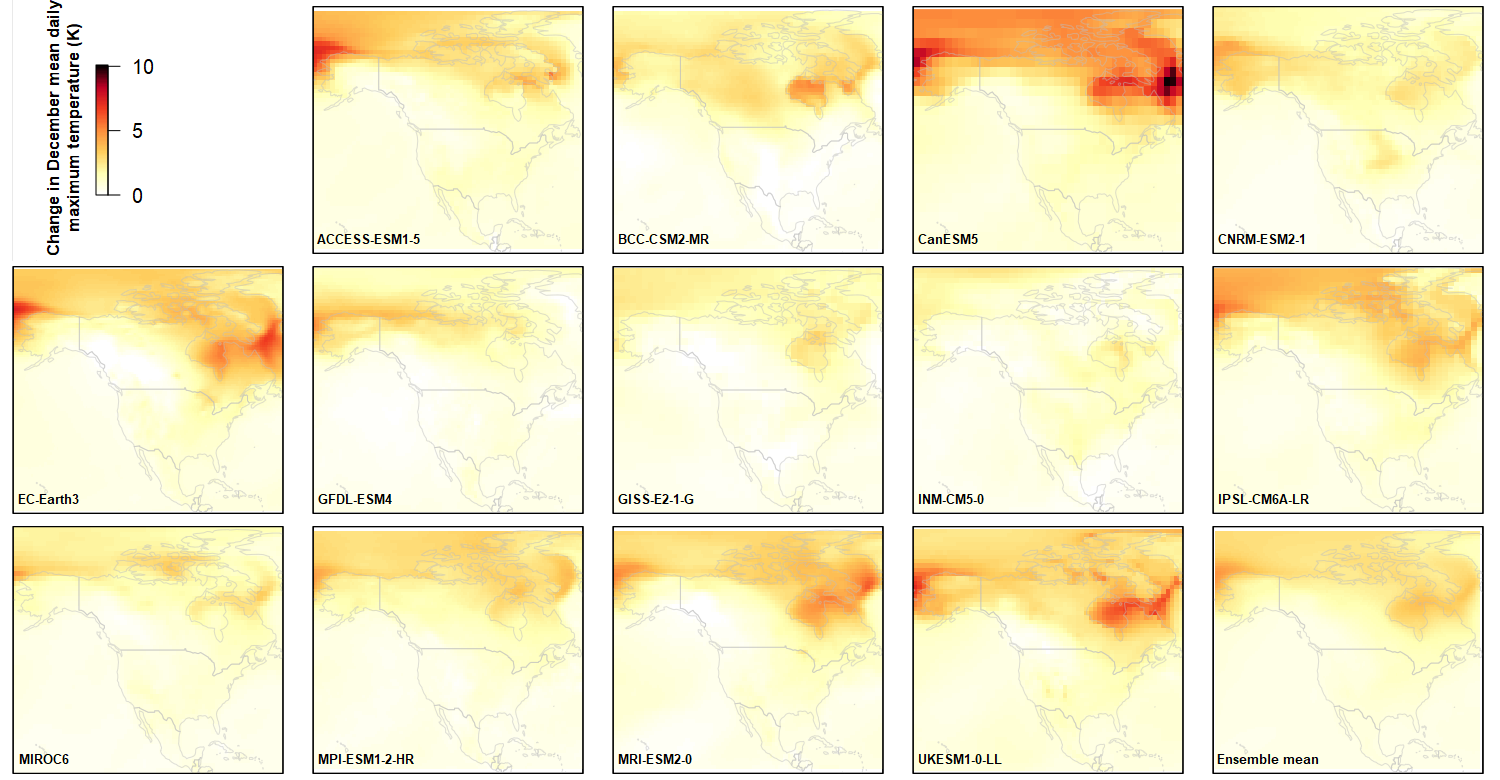 Change in December mean daily
maximum temperature (K)
10
5
0
ACCESS-ESM1-5
BCC-CSM2-MR
CanESM5
CNRM-ESM2-1
EC-Earth3
GFDL-ESM4
GISS-E2-1-G
INM-CM5-0
IPSL-CM6A-LR
MIROC6
MPI-ESM1-2-HR
MRI-ESM2-0
UKESM1-0-LL
Ensemble mean